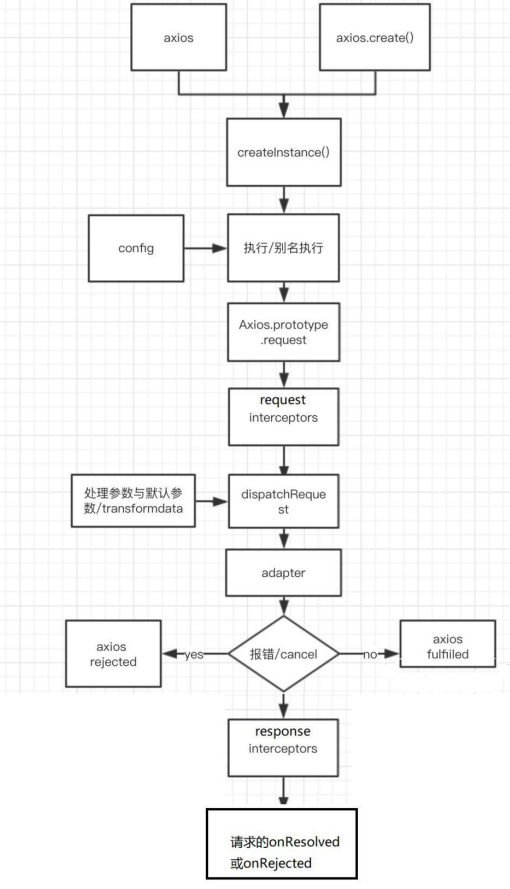 axios
axios.create()
createInstance()
config
执行/别名执行
Axios.prototype
.request
request
interceptors
处理参数与默认参
数/transformdata
dispatchReque
st
adapter
axios
rejected
yes
报错/cancel
no
axios
fulfiiled
response
interceptors
请求的onResolved
或onRejected